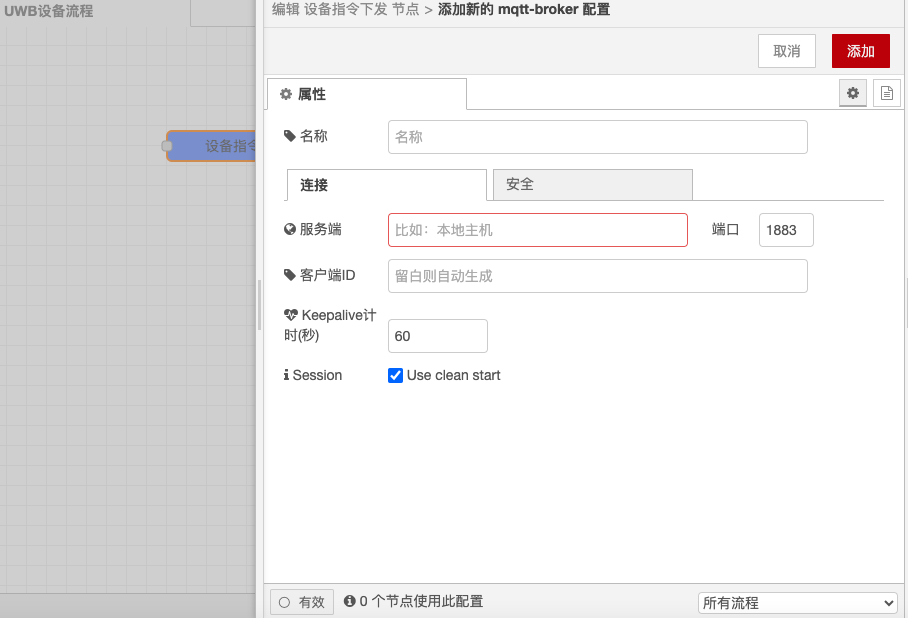 UWB设备流程
编辑 设备指令下发 节点 > 添加新的 mqtt-broker 配置
取消
添加
属性
名称
名称
设备指令
连接
安全
服务端
比如：本地主机
端口
1883
客户端ID
留白则自动生成
Keepalive计
时(秒)
60
Session
Use clean start
有效
0 个节点使用此配置
所有流程